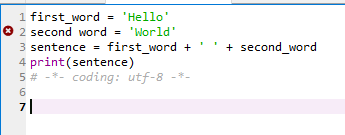 1 first_word = 'Hello'
2 second word = 'World'
3 sentence = first_word + ' ' + second_word
4 print(sentence)
5 # -*- coding: utf-8 -*-
6
7